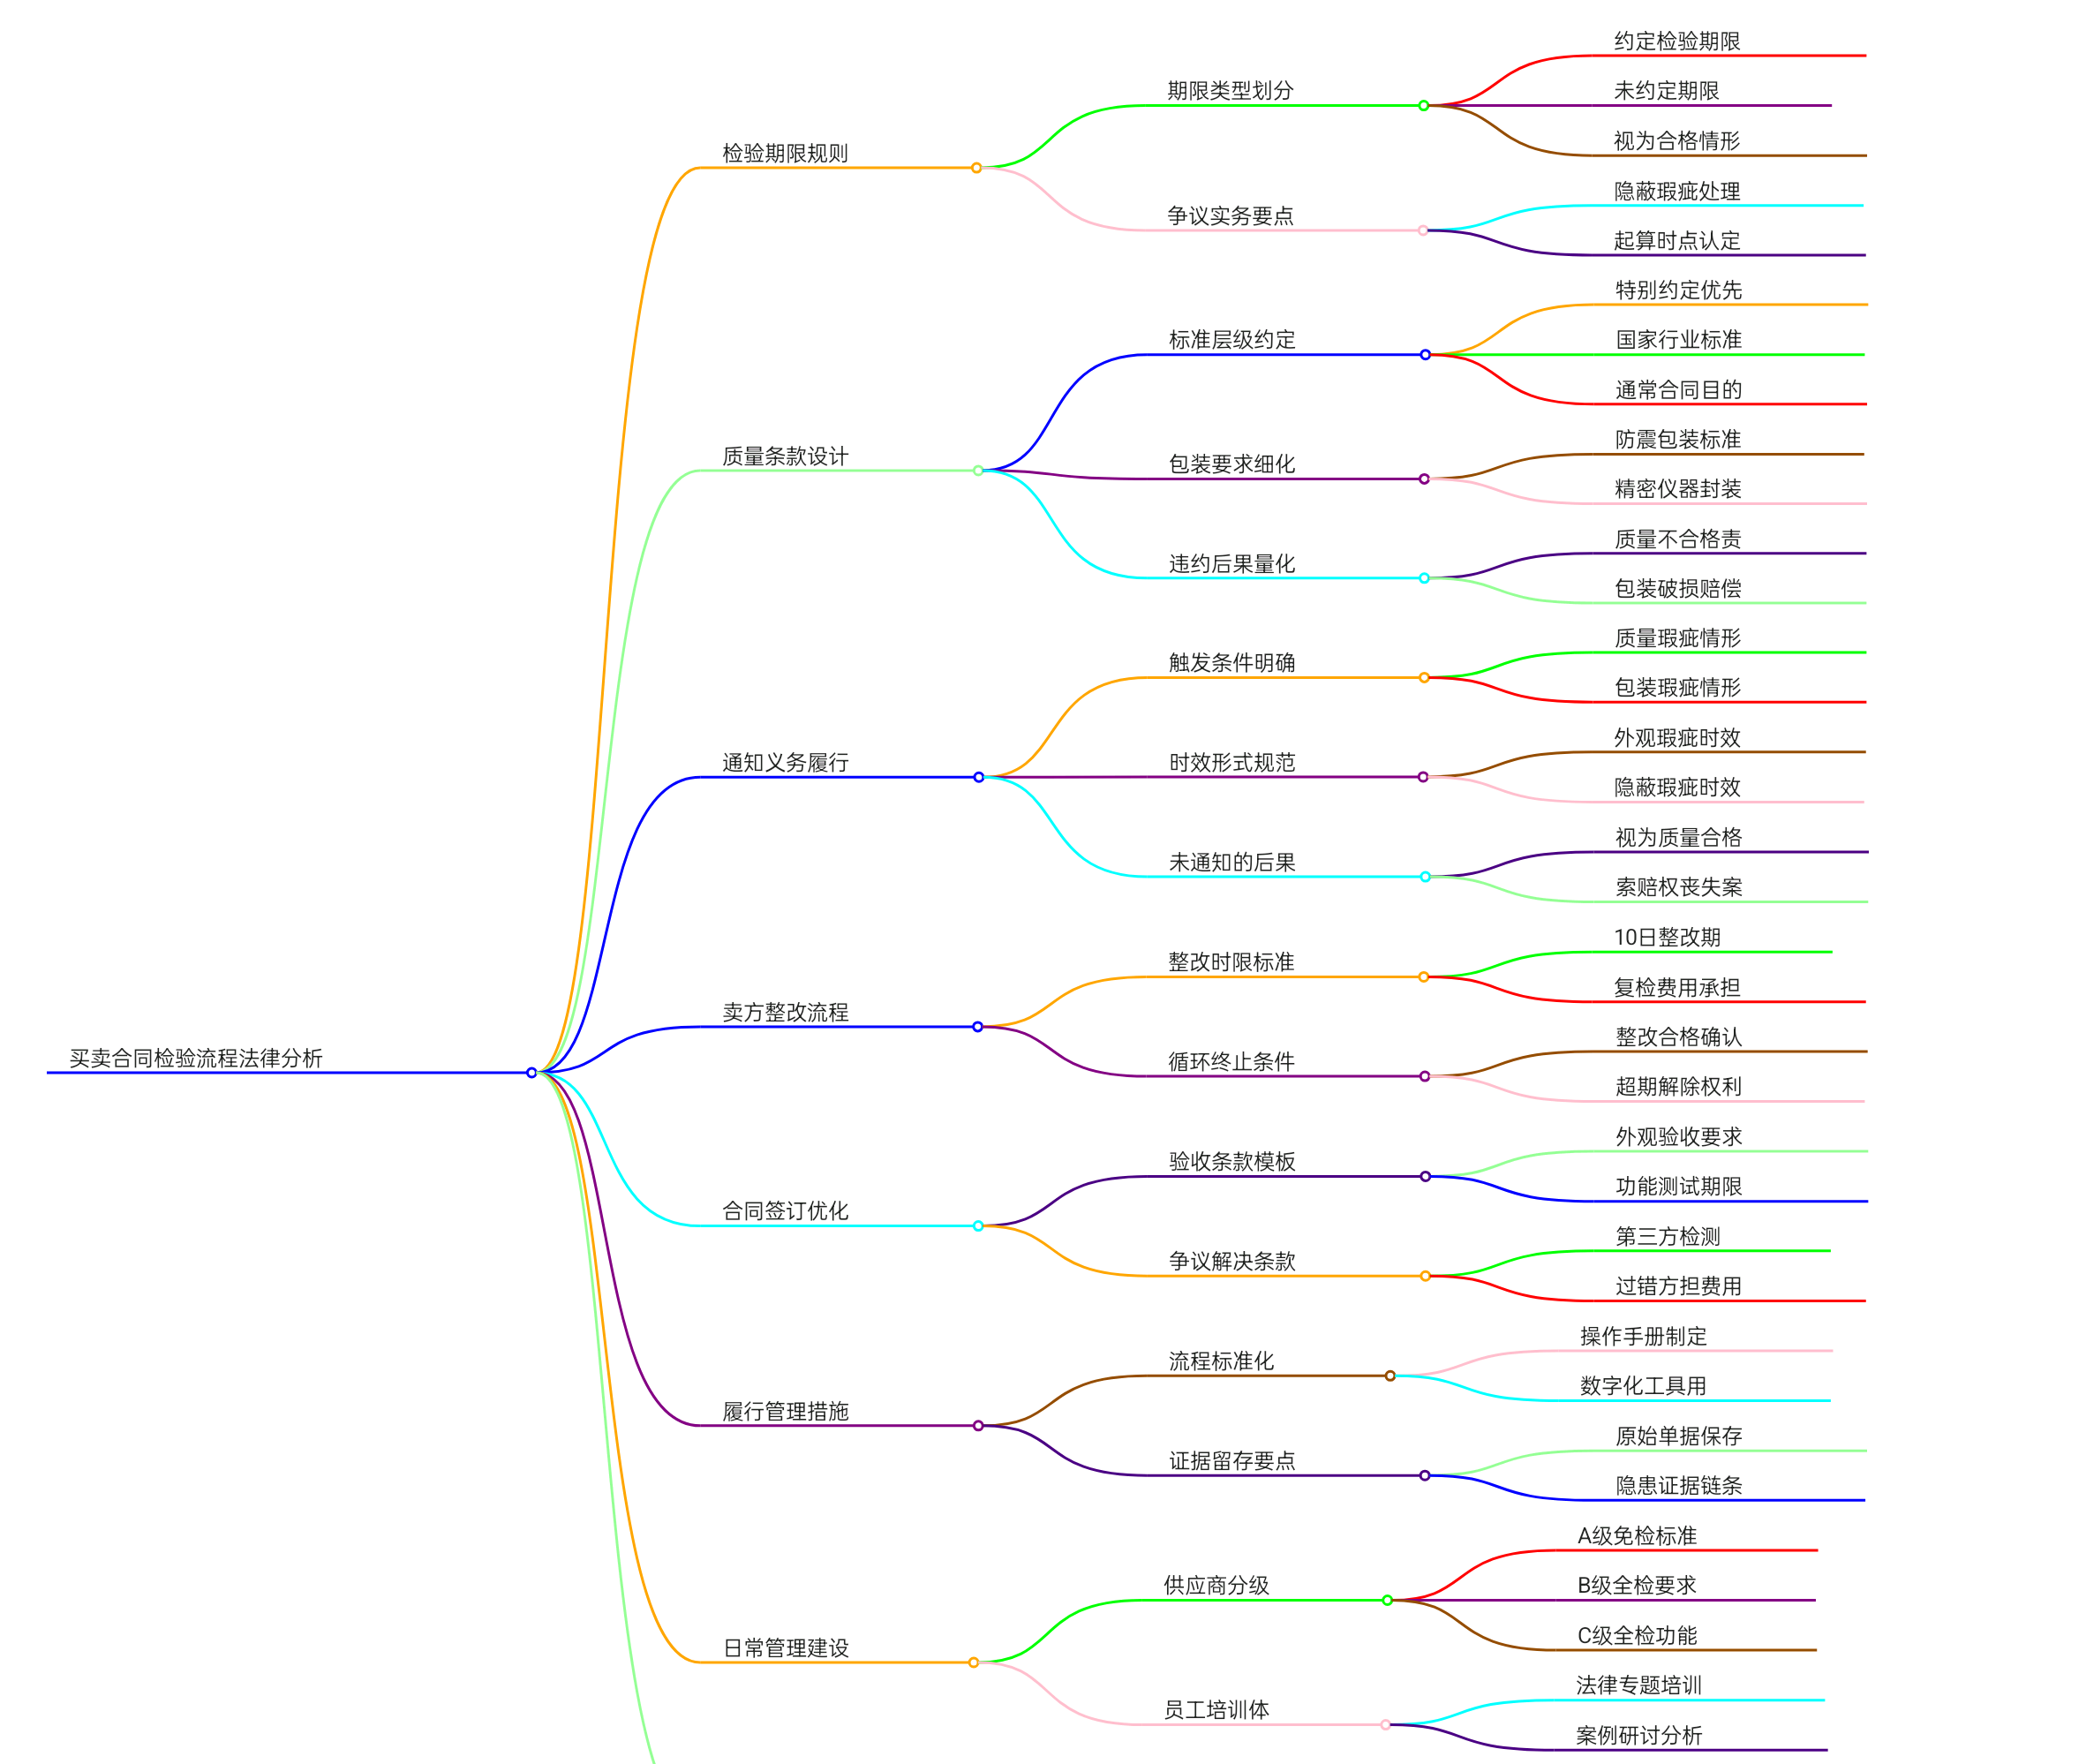 买卖合同检验流程法律分析
检验期限规则
期限类型划分
约定检验期限
未约定期限
视为合格情形
争议实务要点
隐蔽瑕疵处理
起算时点认定
质量条款设计
标准层级约定
特别约定优先
国家行业标准
通常合同目的
包装要求细化
防震包装标准
精密仪器封装
违约后果量化
质量不合格责
包装破损赔偿
通知义务履行
触发条件明确
质量瑕疵情形
包装瑕疵情形
时效形式规范
外观瑕疵时效
隐蔽瑕疵时效
未通知的后果
视为质量合格
索赔权丧失案
卖方整改流程
整改时限标准
10日整改期
复检费用承担
循环终止条件
整改合格确认
超期解除权利
合同签订优化
验收条款模板
外观验收要求
功能测试期限
争议解决条款
第三方检测
过错方担费用
履行管理措施
流程标准化
操作手册制定
数字化工具用
证据留存要点
原始单据保存
隐患证据链条
日常管理建设
供应商分级
A级免检标准
B级全检要求
C级全检功能
员工培训体
法律专题培训
案例研讨分析